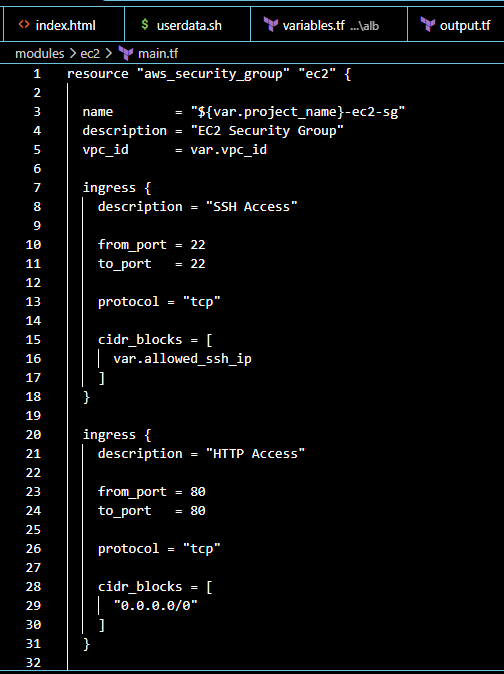 index.html $ userdata.sh variables.tf ...\alb output.tf
modules > ec2 > main.tf
1 resource "aws_security_group" "ec2" {
2
3 name = "${var.project_name}-ec2-sg"
4 description = "EC2 Security Group"
5 vpc_id = var.vpc_id
6
7 ingress {
8 description = "SSH Access"
9
10 from_port = 22
11 to_port = 22
12
13 protocol = "tcp"
14
15 cidr_blocks = [
16 var.allowed_ssh_ip
17 ]
18 }
19
20 ingress {
21 description = "HTTP Access"
22
23 from_port = 80
24 to_port = 80
25
26 protocol = "tcp"
27
28 cidr_blocks = [
29 "0.0.0.0/0"
30 ]
31 }
32